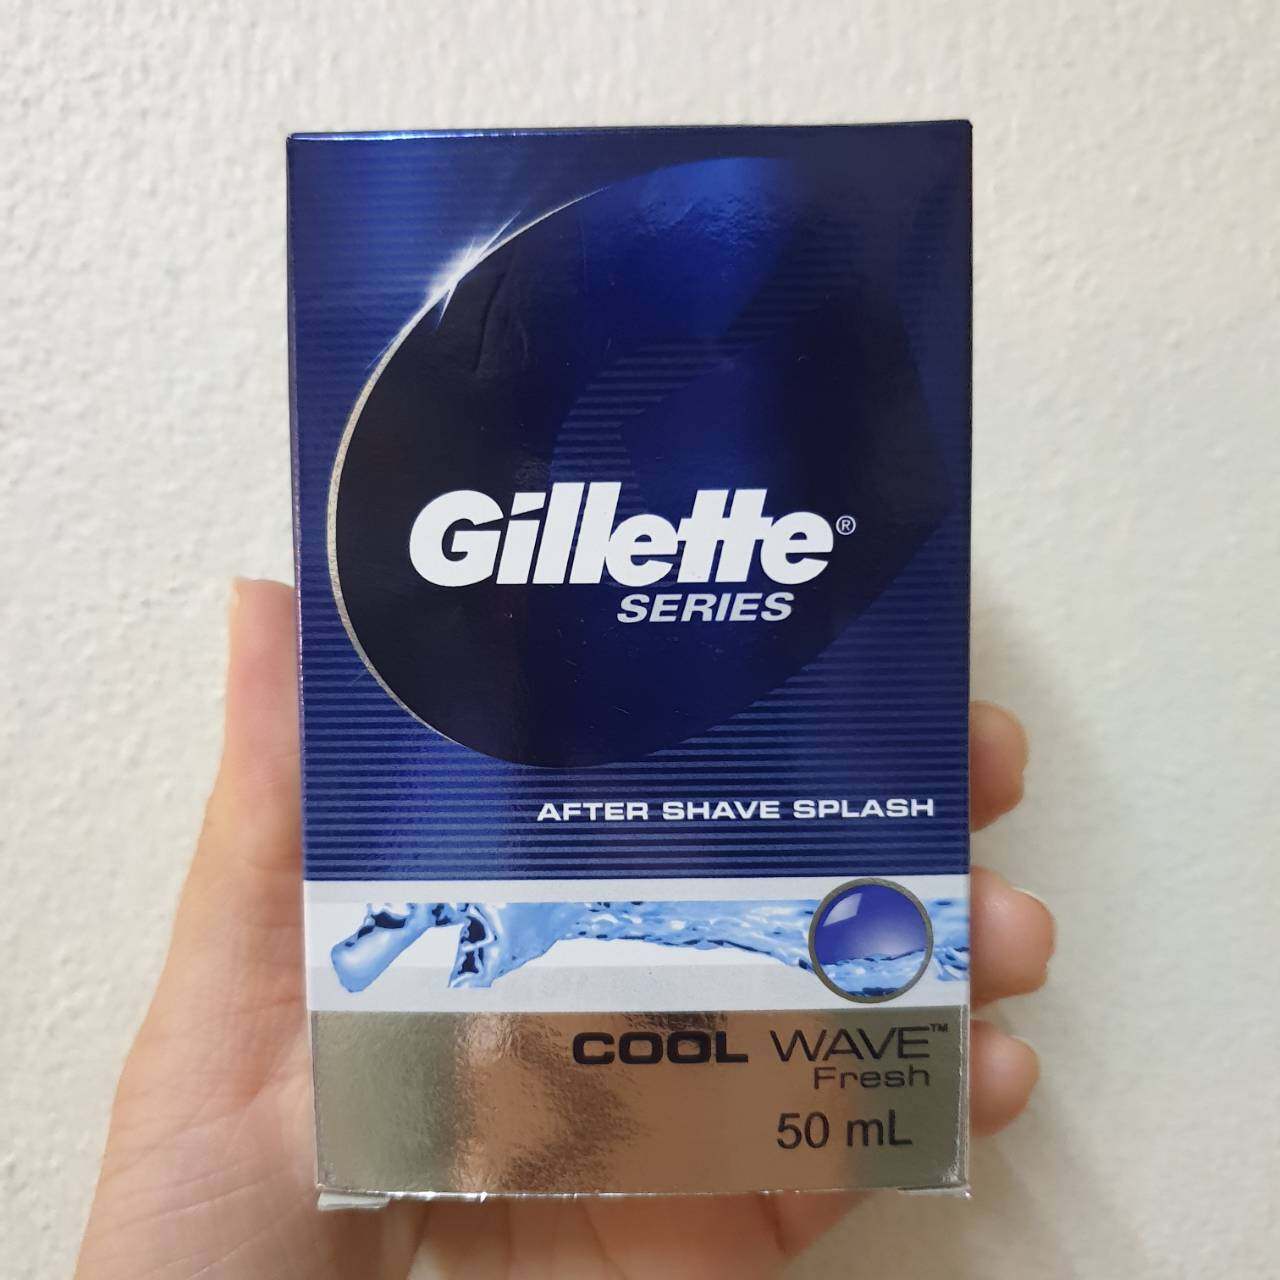 Gillette®
SERIES
AFTER SHAVE SPLASH
COOL WAVE™
Fresh
50 mL